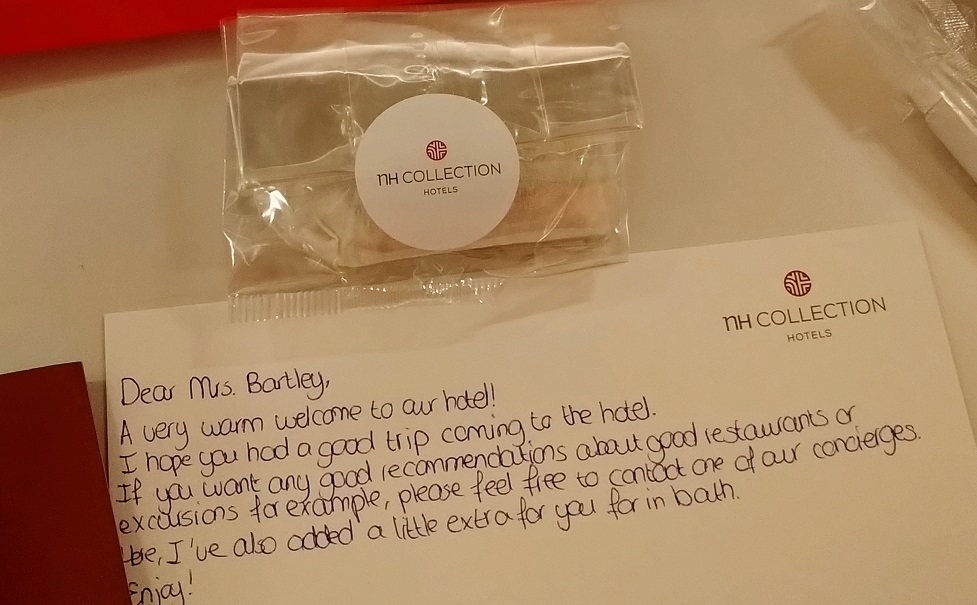 NH COLLECTION
HOTELS
NH COLLECTION
HOTELS
Dear Mrs. Bartley,
A very warm welcome to our hotel!
I hope you had a good trip coming to the hotel.
If you want any good recommendations about good restaurants or
excursions for example, please feel free to contact one of our concierges.
I've also added a little extra for you for in bath.
Enjoy!